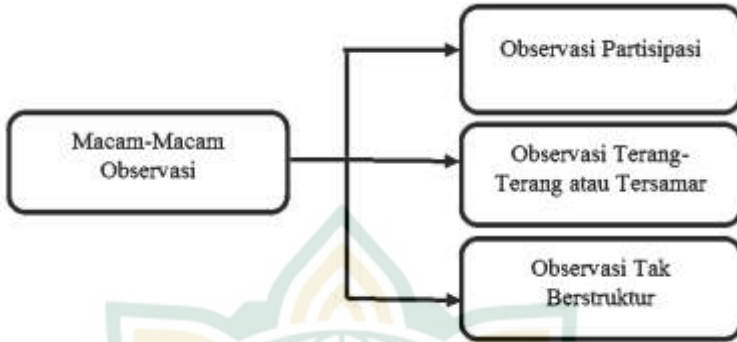 Macam-Macam
Observasi
Observasi Partisipasi
Observasi Terang-
Terang atau Tersamar
Observasi Tak
Berstruktur